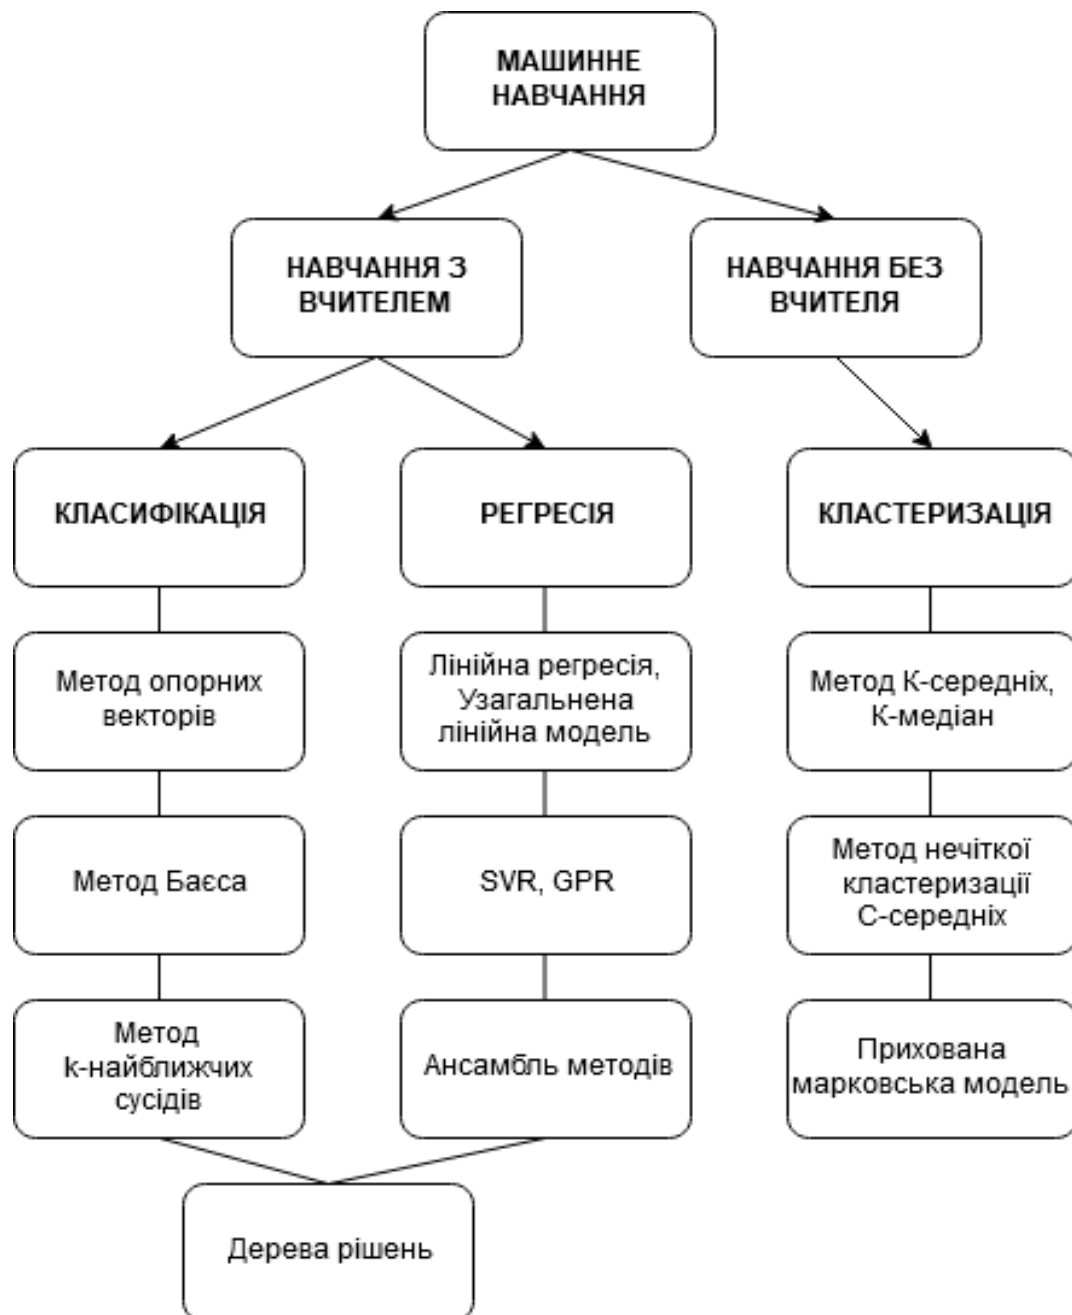 МАШИННЕ
НАВЧАННЯ
НАВЧАННЯ З
ВЧИТЕЛЕМ
НАВЧАННЯ БЕЗ
ВЧИТЕЛЯ
КЛАСИФІКАЦІЯ
РЕГРЕСІЯ
КЛАСТЕРИЗАЦІЯ
Метод опорних
векторів
Лінійна регресія,
Узагальнена
лінійна модель
Метод К-середніх,
К-медіан
Метод Баєса
SVR, GPR
Метод нечіткої
кластеризації
С-середніх
Метод
k-найближчих
сусідів
Ансамбль методів
Прихована
марковська модель
Дерева рішень